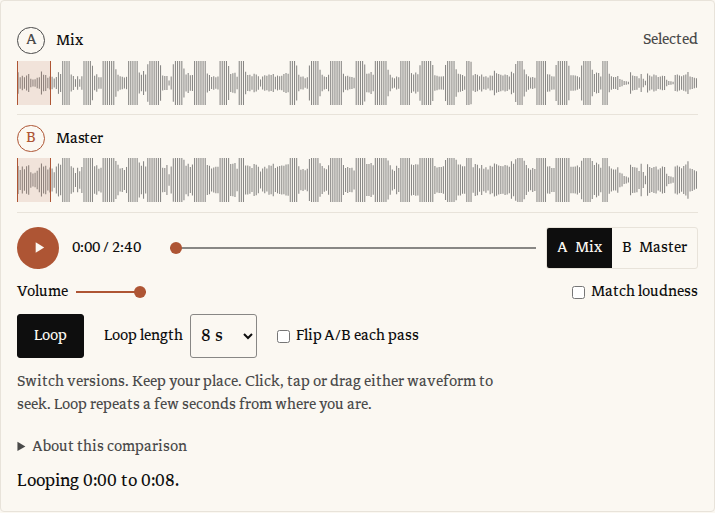 A Mix Selected
B Master
0:00 / 2:40 A Mix B Master
Volume Match loudness
Loop Loop length 8 s Flip A/B each pass
Switch versions. Keep your place. Click, tap or drag either waveform to
seek. Loop repeats a few seconds from where you are.
About this comparison
Looping 0:00 to 0:08.